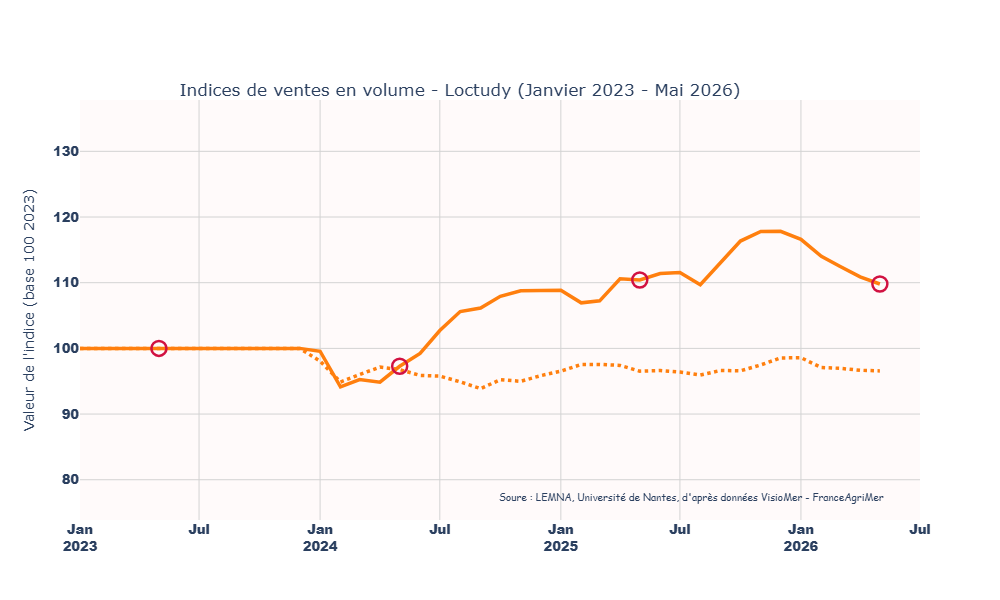 Indices de ventes en volume - Loctudy (Janvier 2023 - Mai 2026)
Valeur de l'indice (base 100 2023)
130
120
110
100
90
80
Soure : LEMNA, Université de Nantes, d'après données VisioMer - FranceAgriMer
Jan Jul Jan Jul Jan Jul Jan Jul
2023 2024 2025 2026